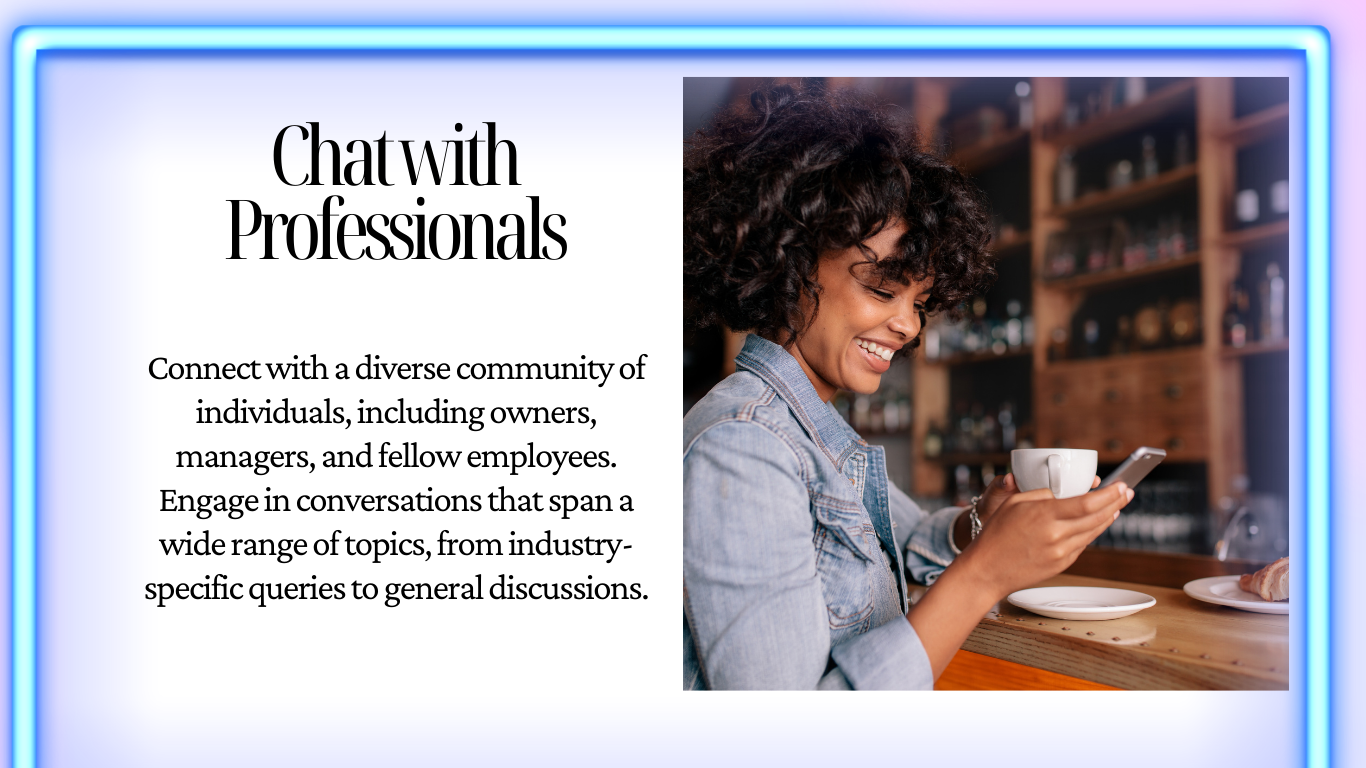 Chat with
Professionals
Connect with a diverse community of
individuals, including owners,
managers, and fellow employees.
Engage in conversations that span a
wide range of topics, from industry-
specific queries to general discussions.